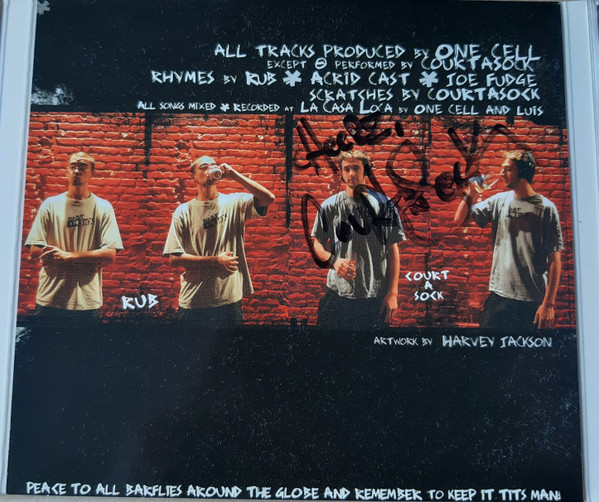 ALL TRACKS PRODUCED BY ONE CELL
EXCEPT 8 PERFORMED BY COURTASOCK
RHYMES BY RUB * ACRID CAST * JOE FUDGE
SCRATCHES BY COURTASOCK
ALL SONGS MIXED * RECORDED AT LA CASA LOCA BY ONE CELL AND LUIS
RUB
COURT
A
SOCK
ARTWORK BY HARVEY JACKSON
PEACE TO ALL BARFLIES AROUND THE GLOBE AND REMEMBER TO KEEP IT TITS MAN!